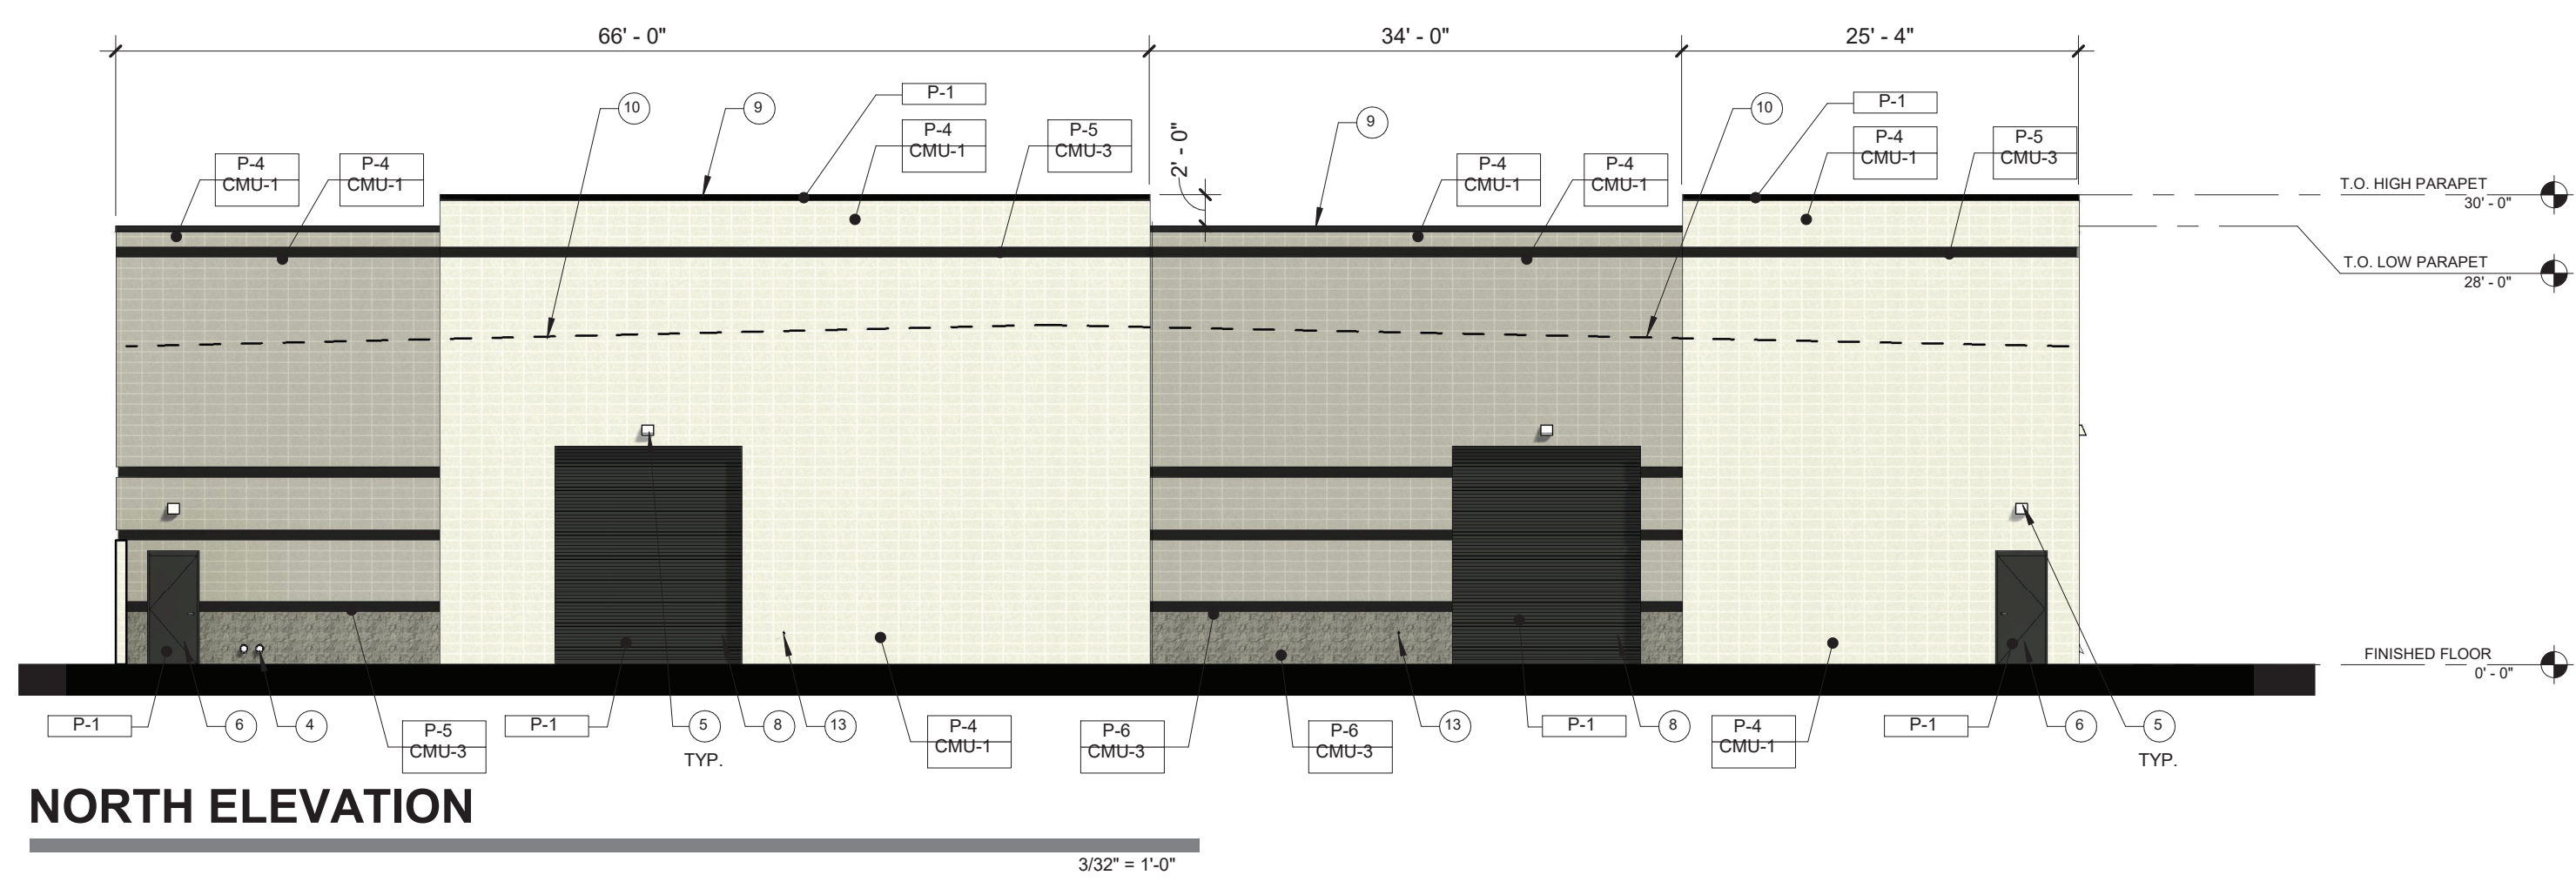 66' - 0"
34' - 0"
25' - 4"
10
9
P-1
P-4
CMU-1
P-5
CMU-3
2' - 0"
9
10
P-1
P-4
CMU-1
P-5
CMU-3
P-4
CMU-1
P-4
CMU-1
P-4
CMU-1
P-4
CMU-1
T.O. HIGH PARAPET
30' - 0"
T.O. LOW PARAPET
28' - 0"
FINISHED FLOOR
0' - 0"
P-1
6
4
P-5
CMU-3
P-1
5
TYP.
8
13
P-4
CMU-1
P-6
CMU-3
P-6
CMU-3
13
P-1
8
P-4
CMU-1
P-1
6
5
TYP.
NORTH ELEVATION
3/32" = 1'-0"